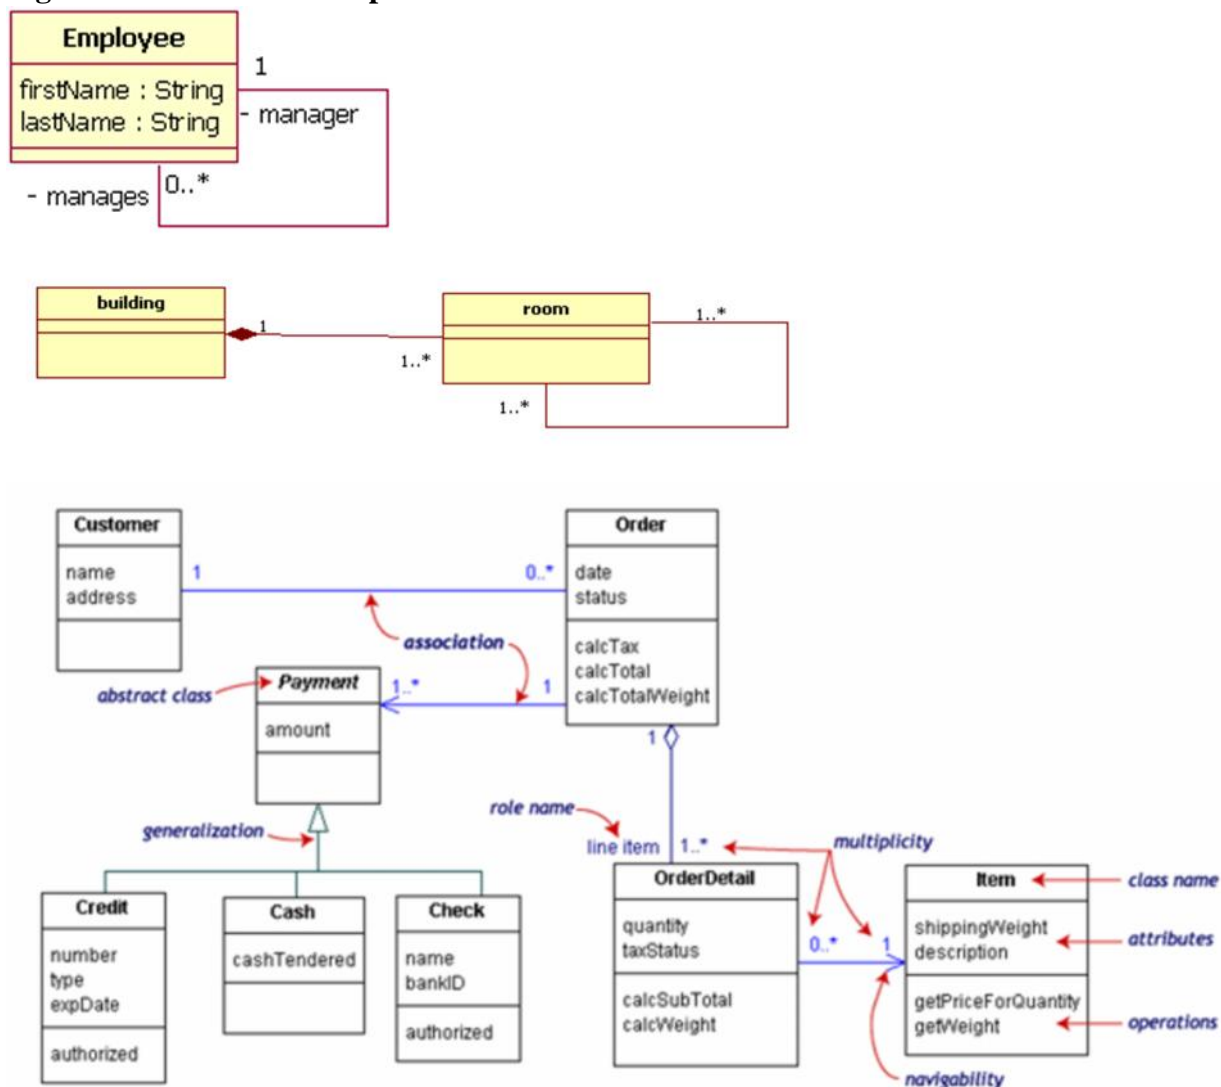 Employee
1
firstName : String
lastName : String
- manager
0..*
- manages
building
1
1..*
room
1..*
1..*
Customer
name
address
1
0..*
Order
date
status
calcTax
calcTotal
calcTotalWeight
association
abstract class
Payment
amount
1..*
1
1
generalization
role name
line item
1..*
multiplicity
Credit
number
type
expDate
authorized
Cash
cashTendered
Check
name
bankID
authorized
OrderDetail
quantity
taxStatus
calcSubTotal
calcWeight
0..*
1
Item
class name
shippingWeight
description
attributes
getPriceForQuantity
getWeight
operations
navigability